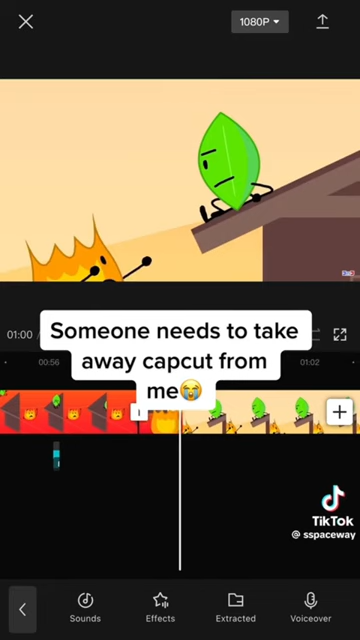 1080P
01:00
Someone needs to take
away capcut from
me😭
00:56
01:02
TikTok
@ sspaceway
Sounds
Effects
Extracted
Voiceover